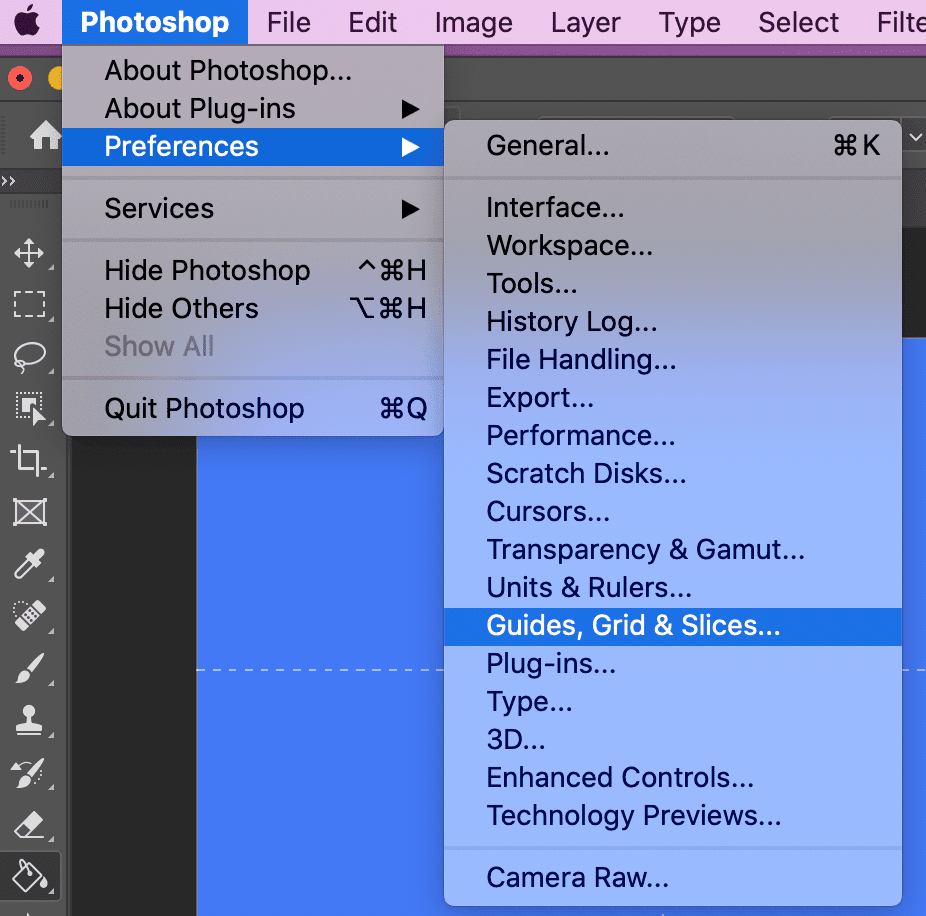 Photoshop File Edit Image Layer Type Select Filte
About Photoshop...
About Plug-ins ▶
Preferences ▶
Services ▶
Hide Photoshop ^⌘H
Hide Others ⌥⌘H
Show All
Quit Photoshop ⌘Q
General... ⌘K
Interface...
Workspace...
Tools...
History Log...
File Handling...
Export...
Performance...
Scratch Disks...
Cursors...
Transparency & Gamut...
Units & Rulers...
Guides, Grid & Slices...
Plug-ins...
Type...
3D...
Enhanced Controls...
Technology Previews...
Camera Raw...